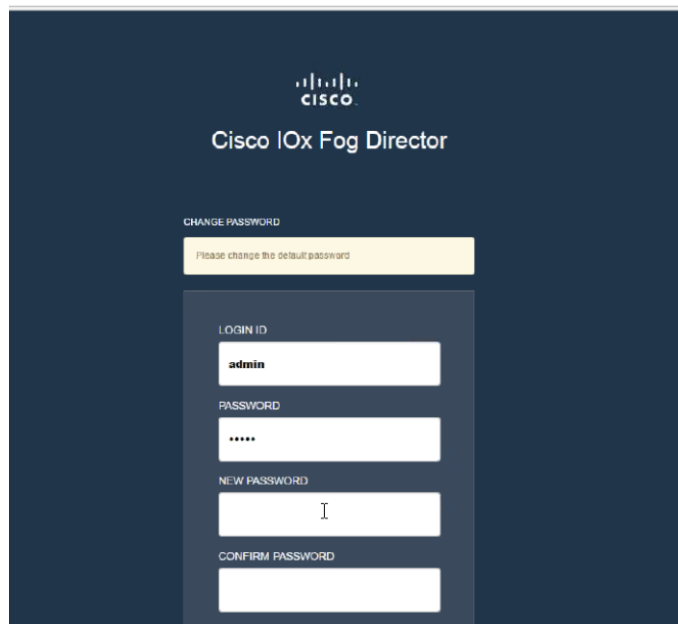 CISCO
Cisco IOx Fog Director
CHANGE PASSWORD
Please change the default password
LOGIN ID
admin
PASSWORD
•••••
NEW PASSWORD
CONFIRM PASSWORD